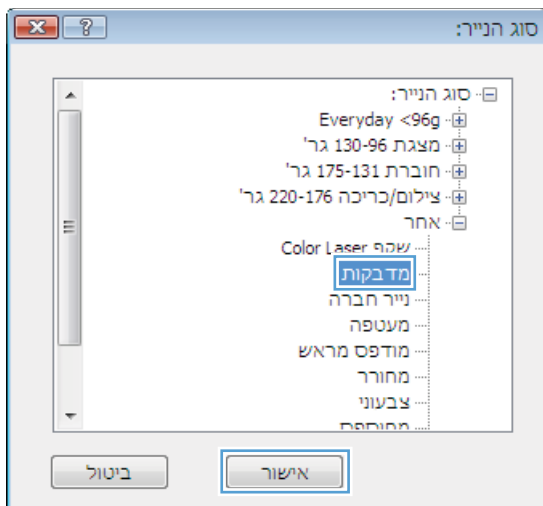 סוג הנייר:
סוג הנייר:
Everyday <96g
מצגת 130-96 גר'
חוברת 175-131 גר'
צילום/כריכה 220-176 גר'
אחר
שקף Color Laser
מדבקות
נייר חברה
מעטפה
מודפס מראש
מחורר
צבעוני
מחוספס
אישור
ביטול